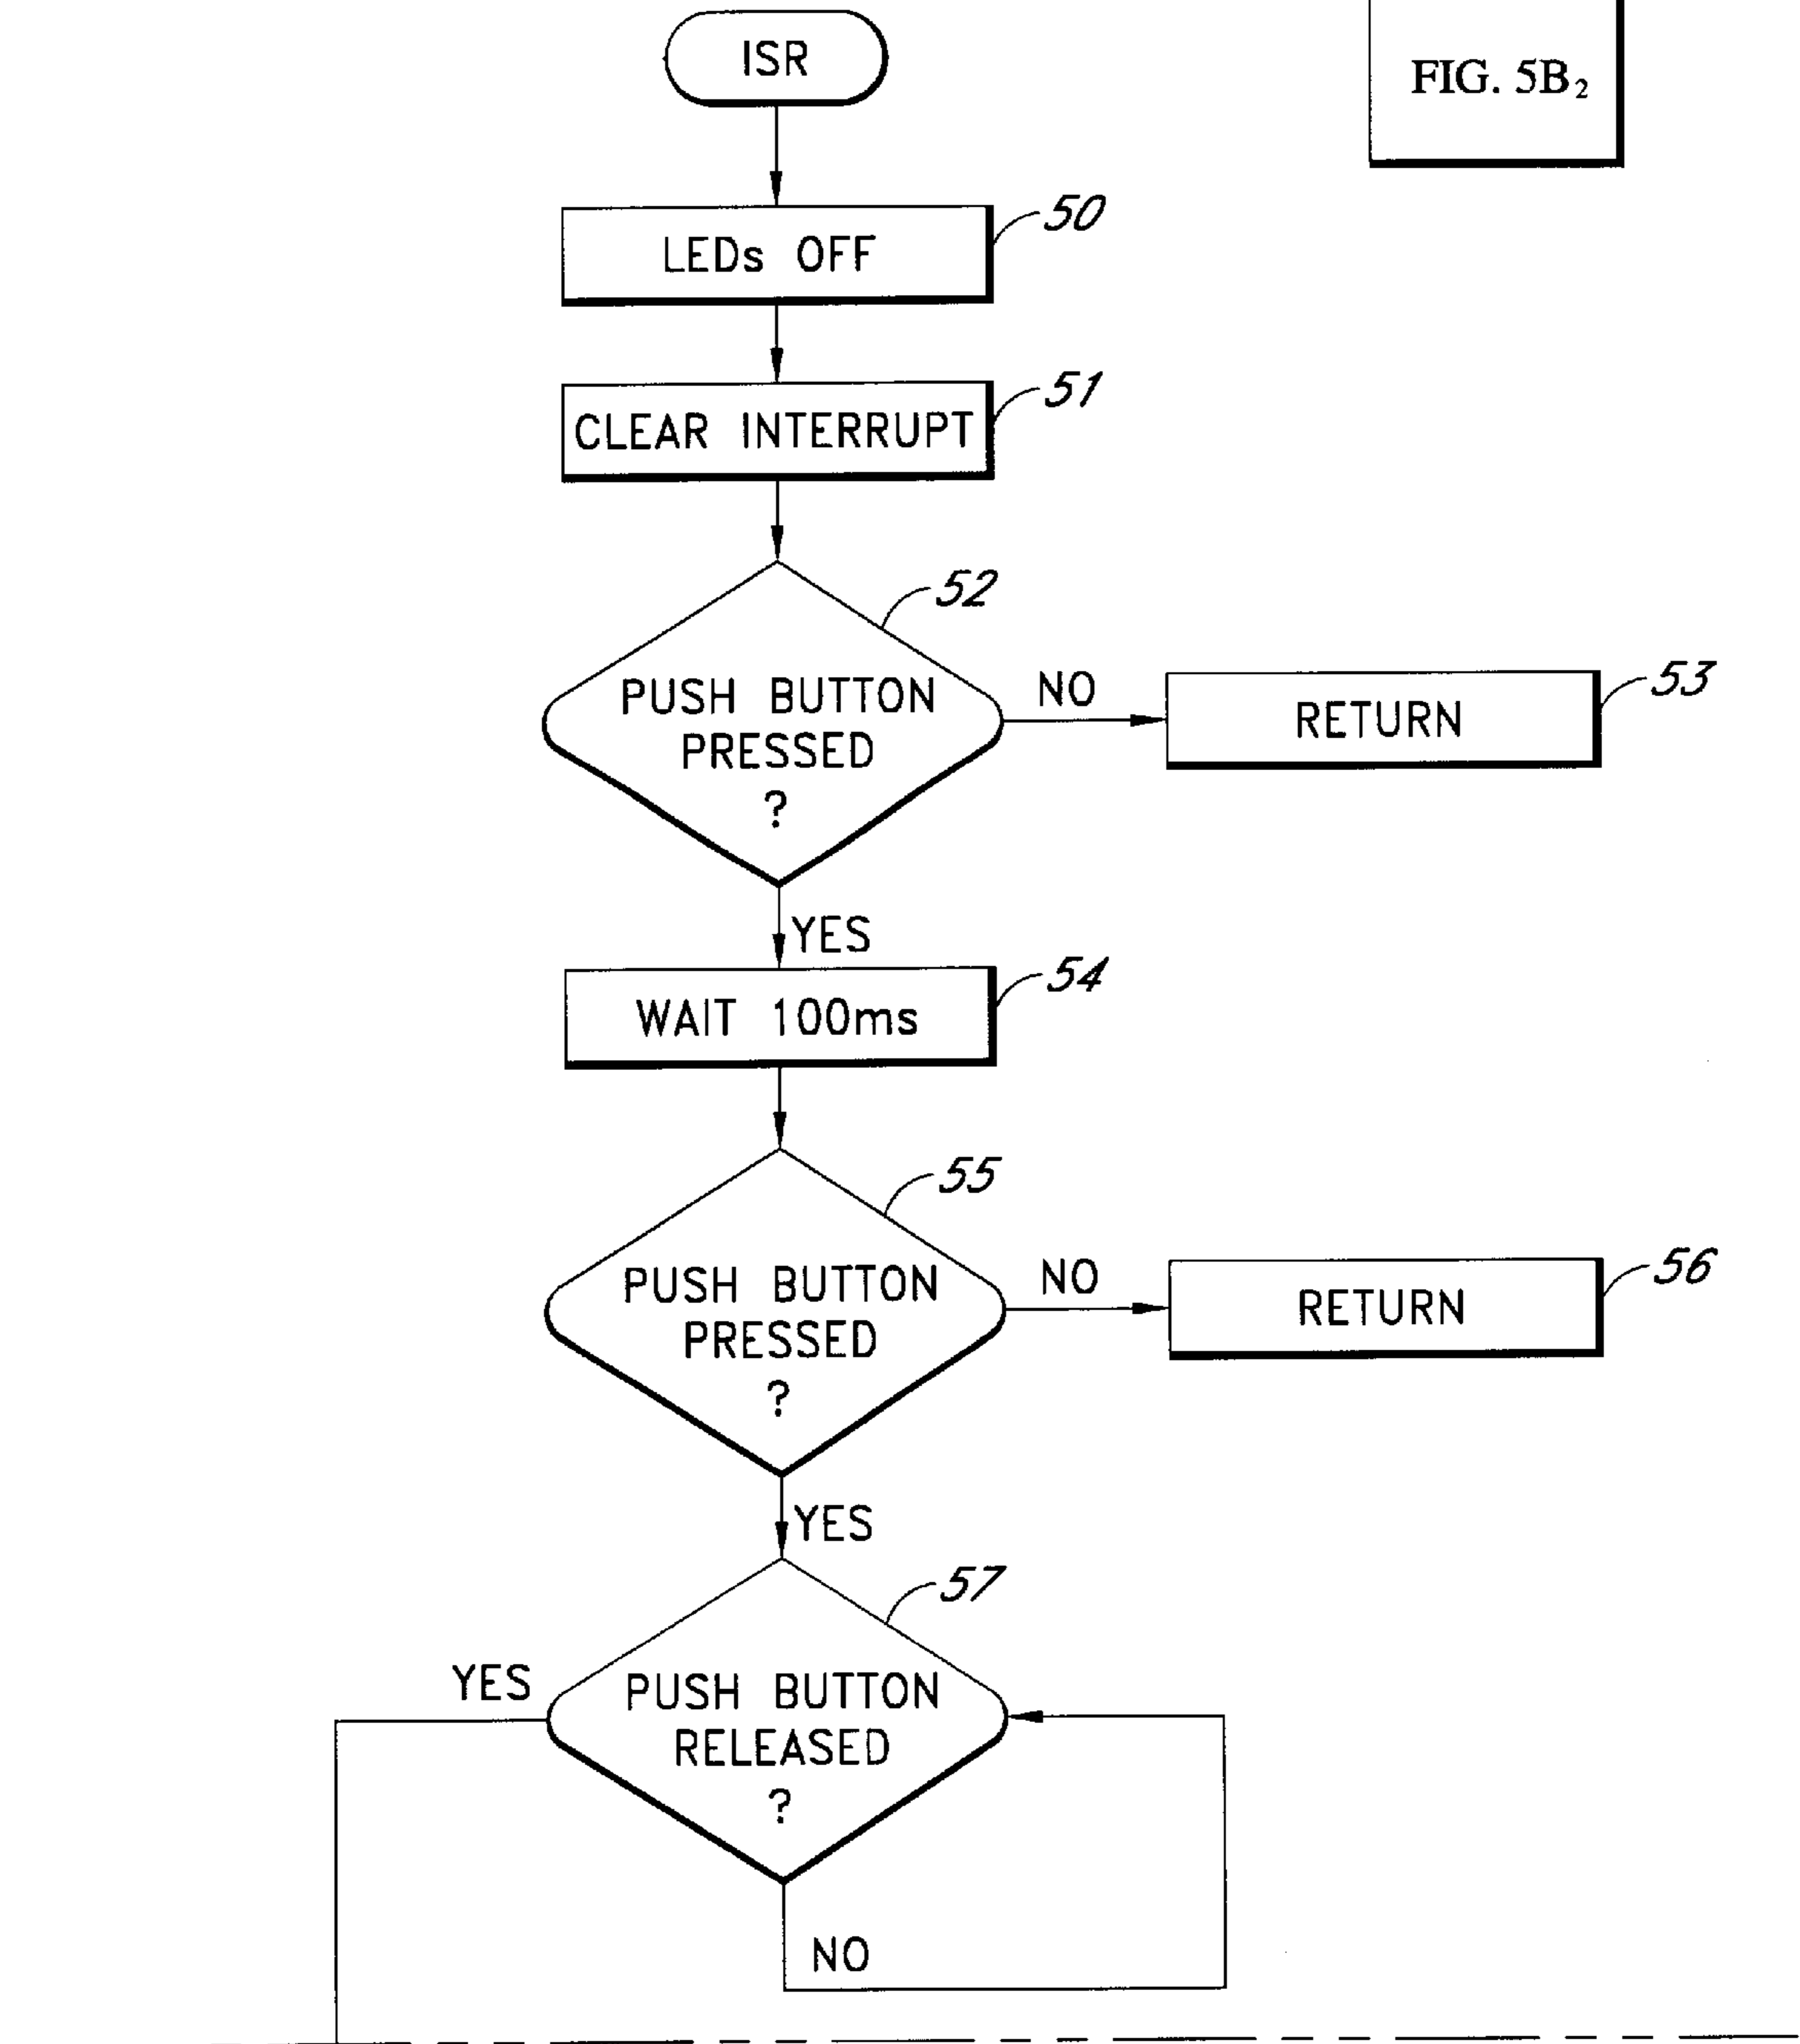 ISR
FIG. 5B₂
50
LEDs OFF
51
CLEAR INTERRUPT
52
PUSH BUTTON
PRESSED
?
NO
53
RETURN
YES
54
WAIT 100ms
55
PUSH BUTTON
PRESSED
?
NO
56
RETURN
YES
57
YES
PUSH BUTTON
RELEASED
?
NO